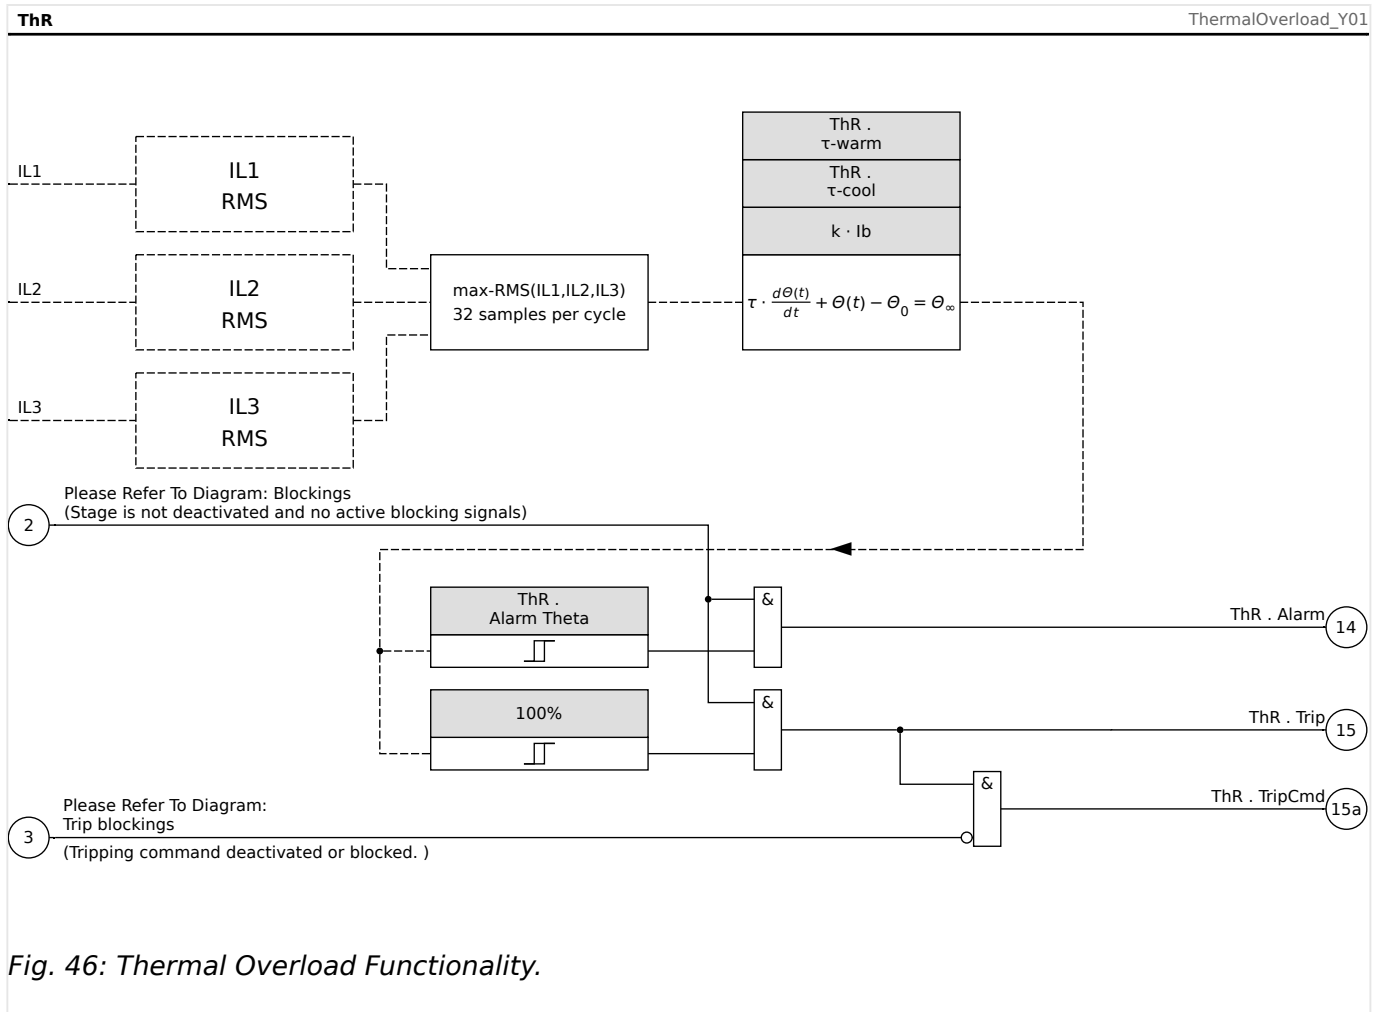 ThR
ThermalOverload_Y01
ThR .
τ-warm
ThR .
τ-cool
k · Ib
IL1
IL1
RMS
IL2
IL2
RMS
max-RMS(IL1,IL2,IL3)
32 samples per cycle
τ · dΘ(t)/dt + Θ(t) − Θ₀ = Θ∞
IL3
IL3
RMS
Please Refer To Diagram: Blockings
(Stage is not deactivated and no active blocking signals)
2
ThR .
Alarm Theta
&
ThR . Alarm
14
100%
&
ThR . Trip
15
&
ThR . TripCmd
15a
Please Refer To Diagram:
Trip blockings
3
(Tripping command deactivated or blocked. )
Fig. 46: Thermal Overload Functionality.